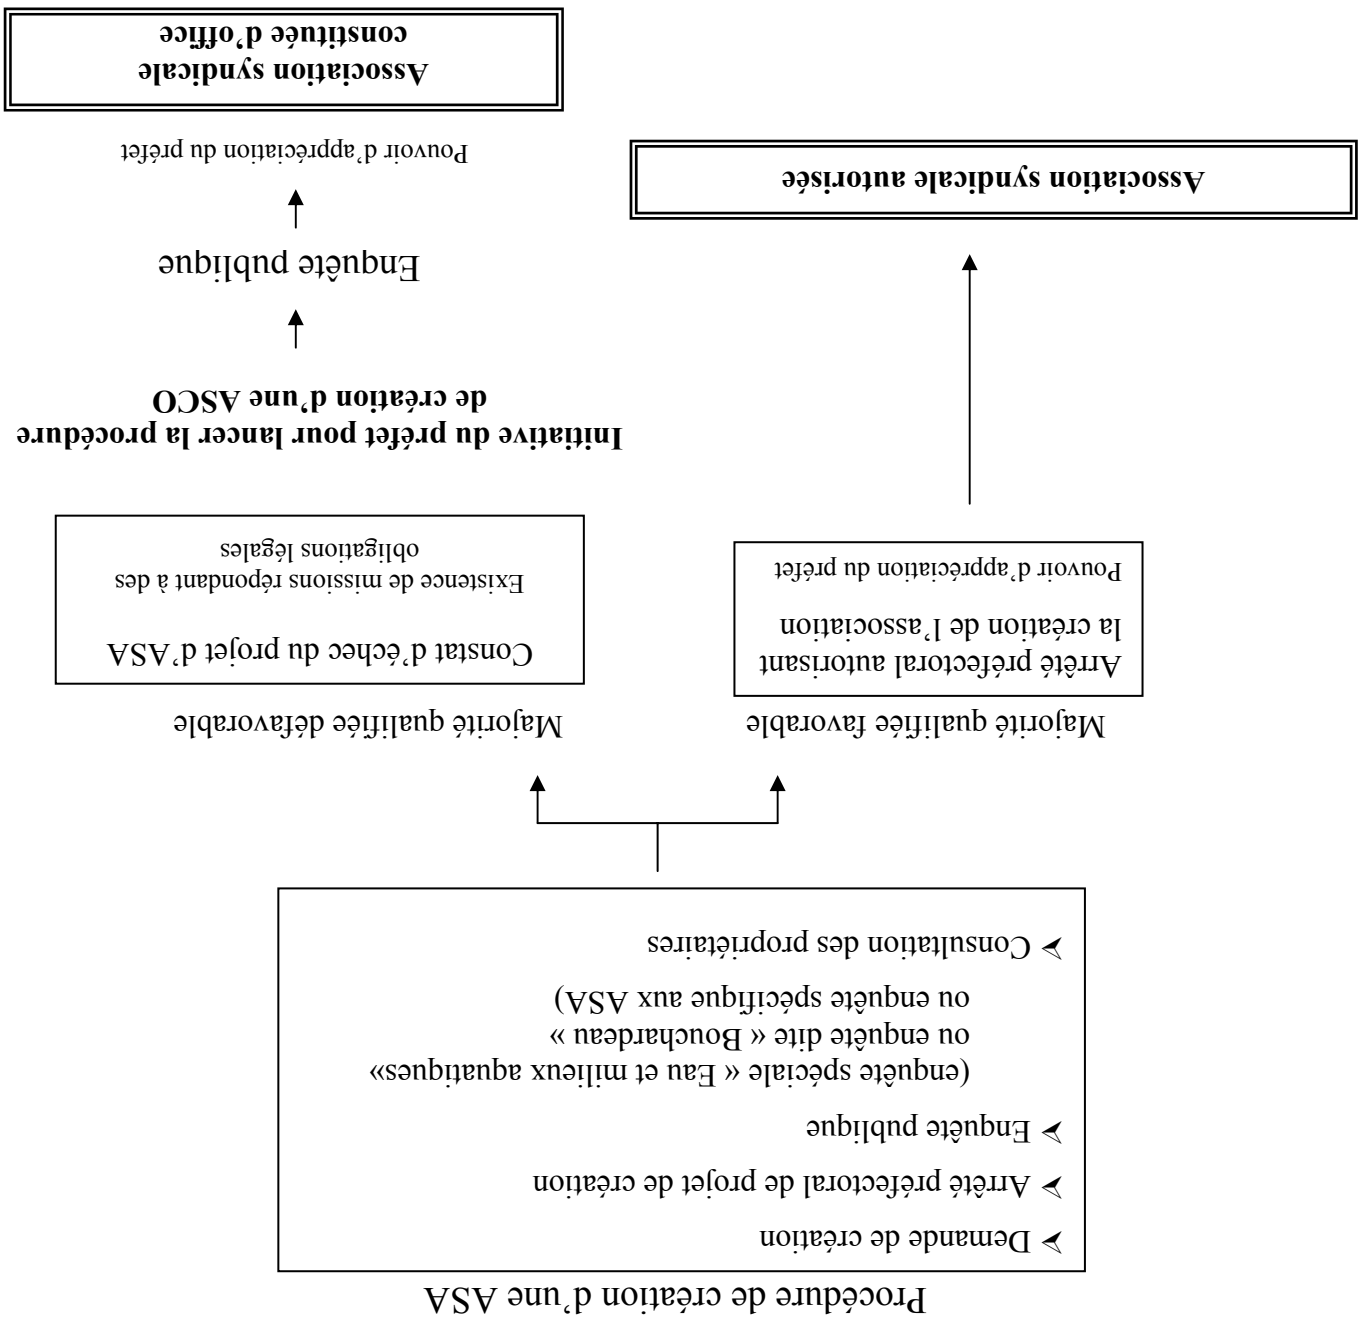 Procédure de création d’une ASA
➢ Demande de création
➢ Arrêté préfectoral de projet de création
➢ Enquête publique
(enquête spéciale « Eau et milieux aquatiques»
ou enquête dite « Bouchardeau »
ou enquête spécifique aux ASA)
➢ Consultation des propriétaires
Majorité qualifiée favorable
Arrêté préfectoral autorisant
la création de l’association
Pouvoir d’appréciation du préfet
Association syndicale autorisée
Majorité qualifiée défavorable
Constat d’échec du projet d’ASA
Existence de missions répondant à des
obligations légales
Initiative du préfet pour lancer la procédure
de création d’une ASCO
Enquête publique
Pouvoir d’appréciation du préfet
Association syndicale
constituée d’office